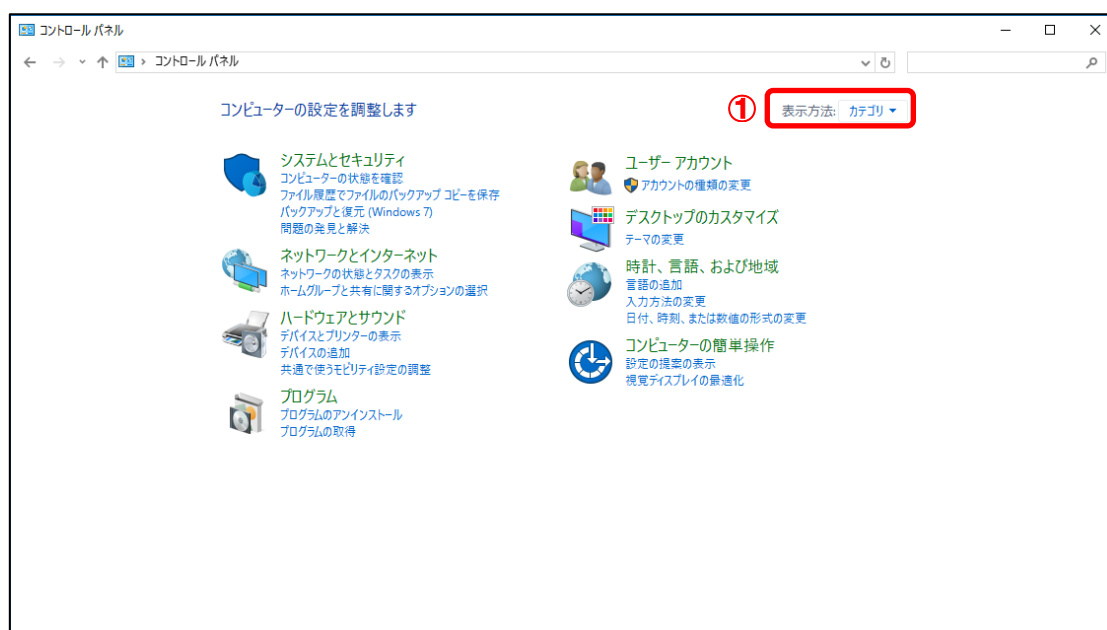 コントロール パネル
コントロール パネル
コンピューターの設定を調整します
①
表示方法: カテゴリ
システムとセキュリティ
コンピューターの状態を確認
ファイル履歴でファイルのバックアップ コピーを保存
バックアップと復元 (Windows 7)
問題の発見と解決
ネットワークとインターネット
ネットワークの状態とタスクの表示
ホームグループと共有に関するオプションの選択
ハードウェアとサウンド
デバイスとプリンターの表示
デバイスの追加
共通で使うモビリティ設定の調整
プログラム
プログラムのアンインストール
プログラムの取得
ユーザー アカウント
アカウントの種類の変更
デスクトップのカスタマイズ
テーマの変更
時計、言語、および地域
言語の追加
入力方法の変更
日付、時刻、または数値の形式の変更
コンピューターの簡単操作
設定の提案の表示
視覚ディスプレイの最適化